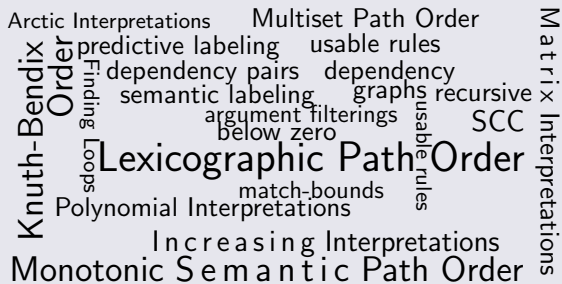 Arctic Interpretations
Multiset Path Order
Matrix Interpretations
Knuth-Bendix
Order
predictive labeling
usable rules
Finding Loops
dependency pairs
dependency
graphs
semantic labeling
recursive
argument filterings
usable rules
SCC
below zero
Lexicographic Path Order
match-bounds
Polynomial Interpretations
Increasing Interpretations
Monotonic Semantic Path Order